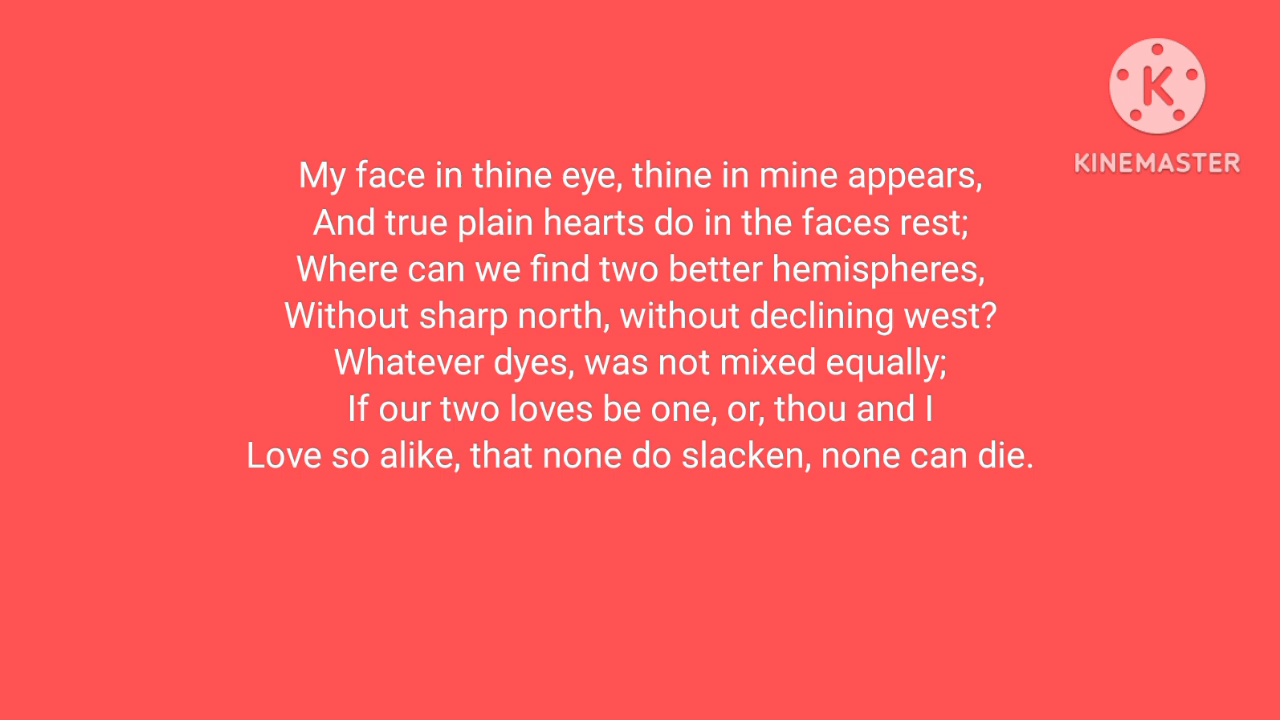 K
KINEMASTER
My face in thine eye, thine in mine appears,
And true plain hearts do in the faces rest;
Where can we find two better hemispheres,
Without sharp north, without declining west?
Whatever dyes, was not mixed equally;
If our two loves be one, or, thou and I
Love so alike, that none do slacken, none can die.